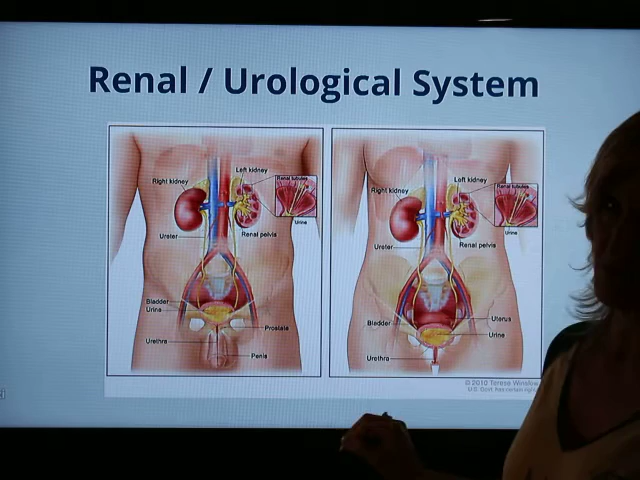 Renal / Urological System
Right kidney
Left kidney
Renal tubules
Urine
Ureter
Renal pelvis
Bladder
Urine
Prostate
Urethra
Penis
Right kidney
Left kidney
Renal tubules
Urine
Ureter
Renal pelvis
Bladder
Uterus
Urine
Urethra
© 2010 Terese Winslow
U.S. Govt. has certain rights